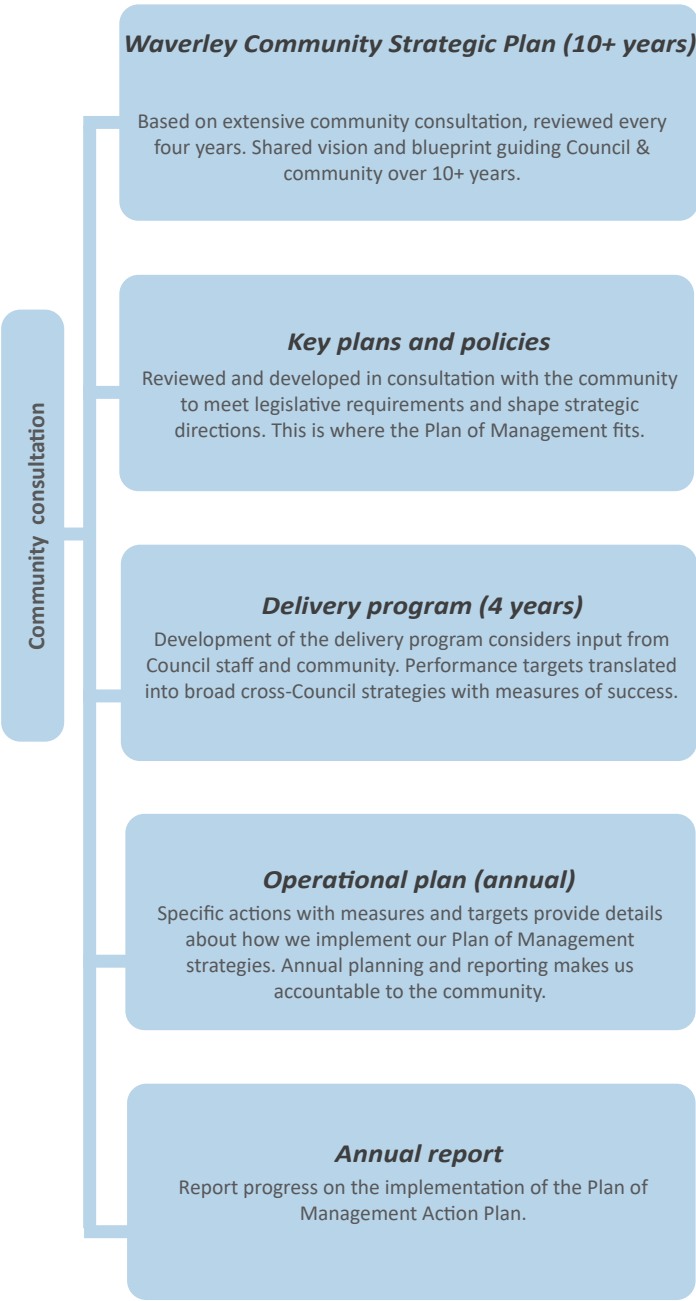 Waverley Community Strategic Plan (10+ years)
Based on extensive community consultation, reviewed every
four years. Shared vision and blueprint guiding Council &
community over 10+ years.
Community consultation
Key plans and policies
Reviewed and developed in consultation with the community
to meet legislative requirements and shape strategic
directions. This is where the Plan of Management fits.
Delivery program (4 years)
Development of the delivery program considers input from
Council staff and community. Performance targets translated
into broad cross-Council strategies with measures of success.
Operational plan (annual)
Specific actions with measures and targets provide details
about how we implement our Plan of Management
strategies. Annual planning and reporting makes us
accountable to the community.
Annual report
Report progress on the implementation of the Plan of
Management Action Plan.